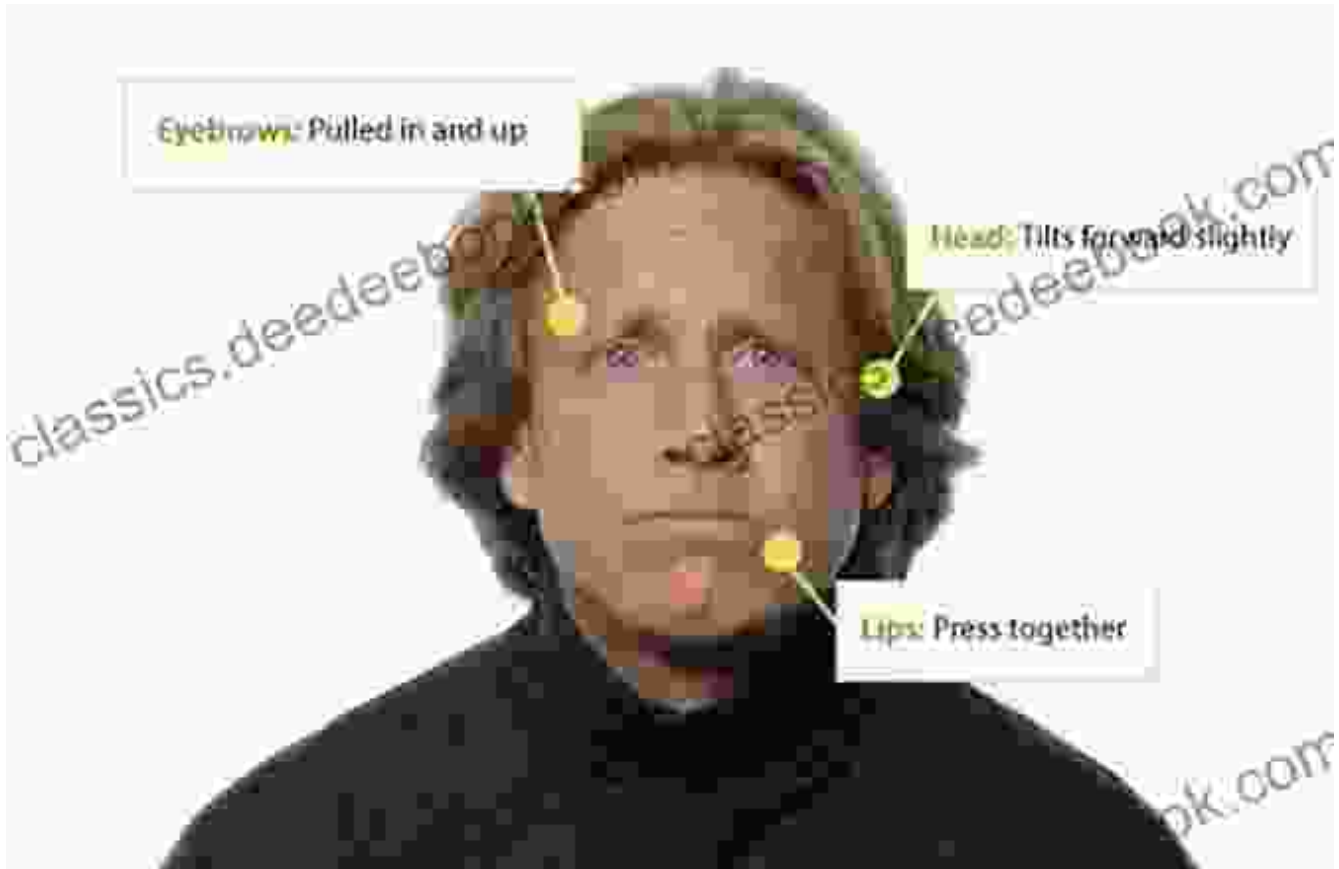 Eyebrows: Pulled in and up
Head: Tilts forward slightly
Lips: Press together
classics.deedeebook.com